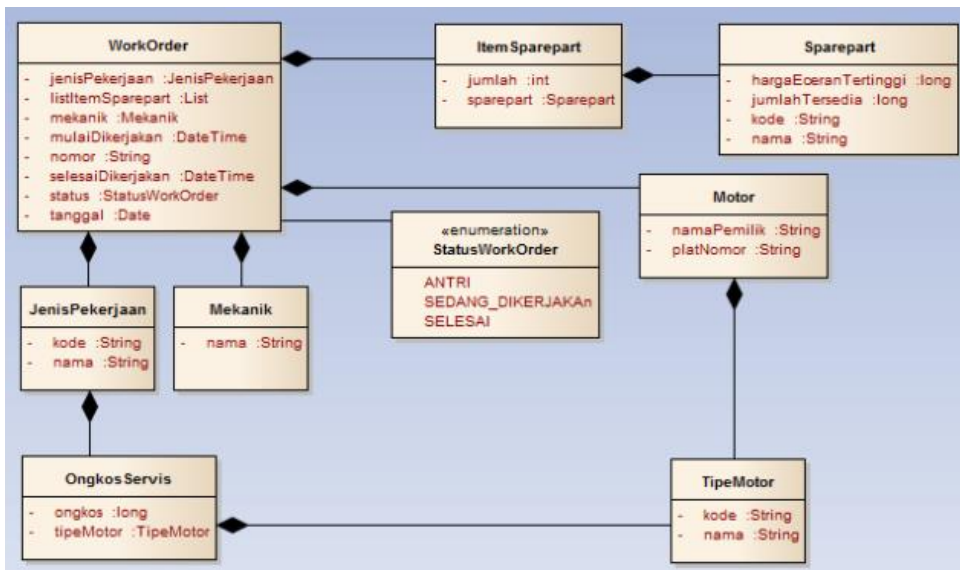 WorkOrder
- jenisPekerjaan :JenisPekerjaan
- listItemSparepart :List
- mekanik :Mekanik
- mulaiDikerjakan :DateTime
- nomor :String
- selesaiDikerjakan :DateTime
- status :StatusWorkOrder
- tanggal :Date
ItemSparepart
- jumlah :int
- sparepart :Sparepart
Sparepart
- hargaEceranTertinggi :long
- jumlahTersedia :long
- kode :String
- nama :String
Motor
- namaPemilik :String
- platNomor :String
«enumeration»
StatusWorkOrder
ANTRI
SEDANG_DIKERJAKAn
SELESAI
JenisPekerjaan
- kode :String
- nama :String
Mekanik
- nama :String
OngkosServis
- ongkos :long
- tipeMotor :TipeMotor
TipeMotor
- kode :String
- nama :String